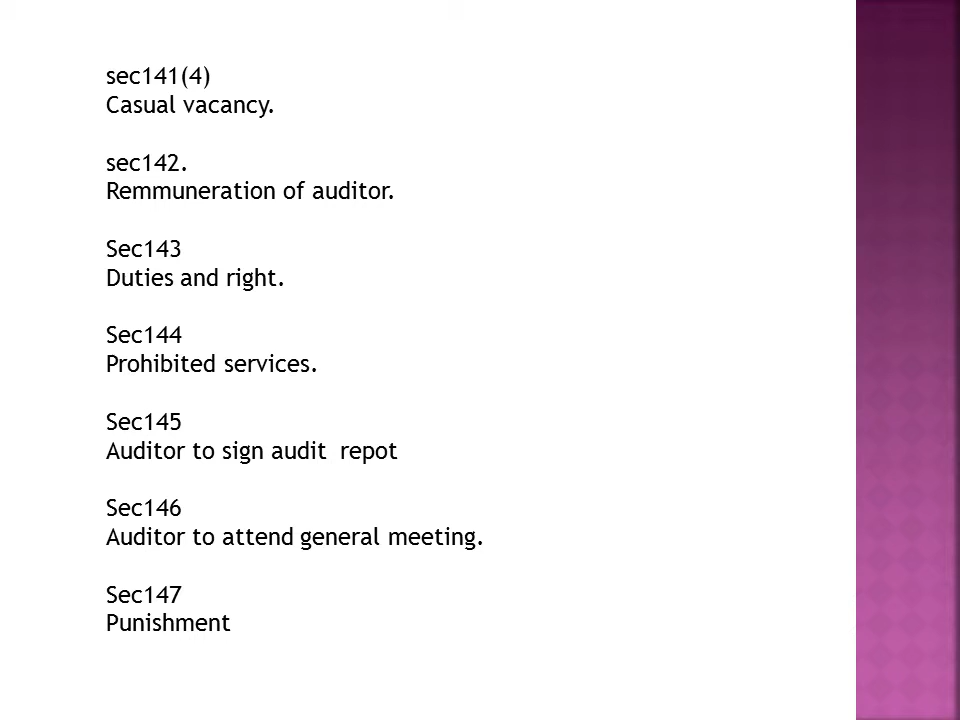 sec141(4)
Casual vacancy.
sec142.
Remmuneration of auditor.
Sec143
Duties and right.
Sec144
Prohibited services.
Sec145
Auditor to sign audit  repot
Sec146
Auditor to attend general meeting.
Sec147
Punishment